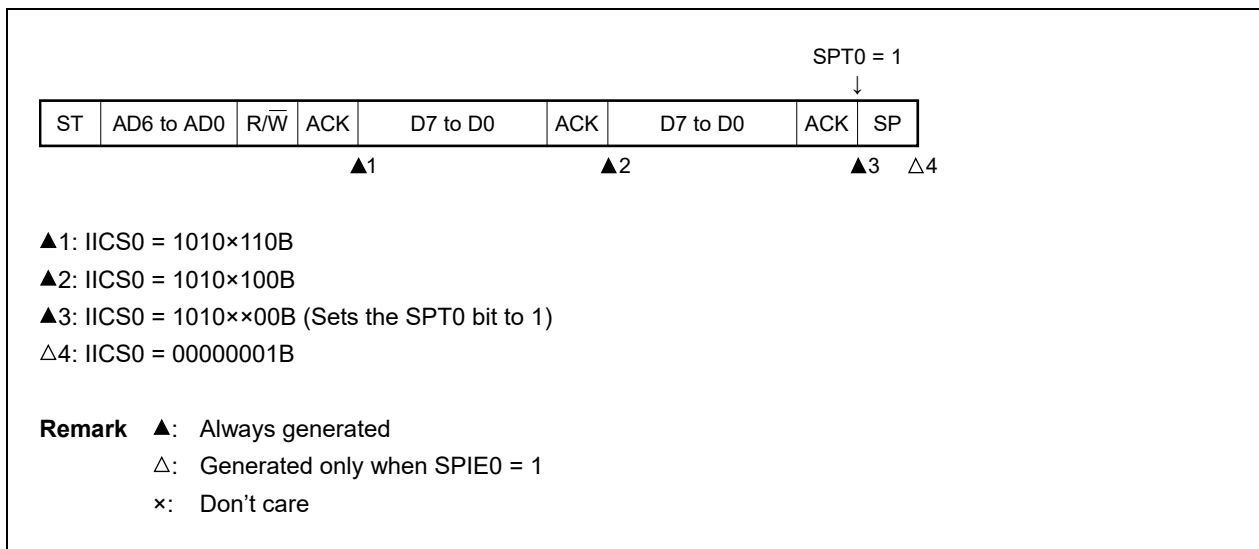 SPT0 = 1
↓
ST AD6 to AD0 R/W̅ ACK D7 to D0 ACK D7 to D0 ACK SP
▲1 ▲2 ▲3 △4
▲1: IICS0 = 1010×110B
▲2: IICS0 = 1010×100B
▲3: IICS0 = 1010××00B (Sets the SPT0 bit to 1)
△4: IICS0 = 00000001B
Remark ▲: Always generated
△: Generated only when SPIE0 = 1
×: Don’t care